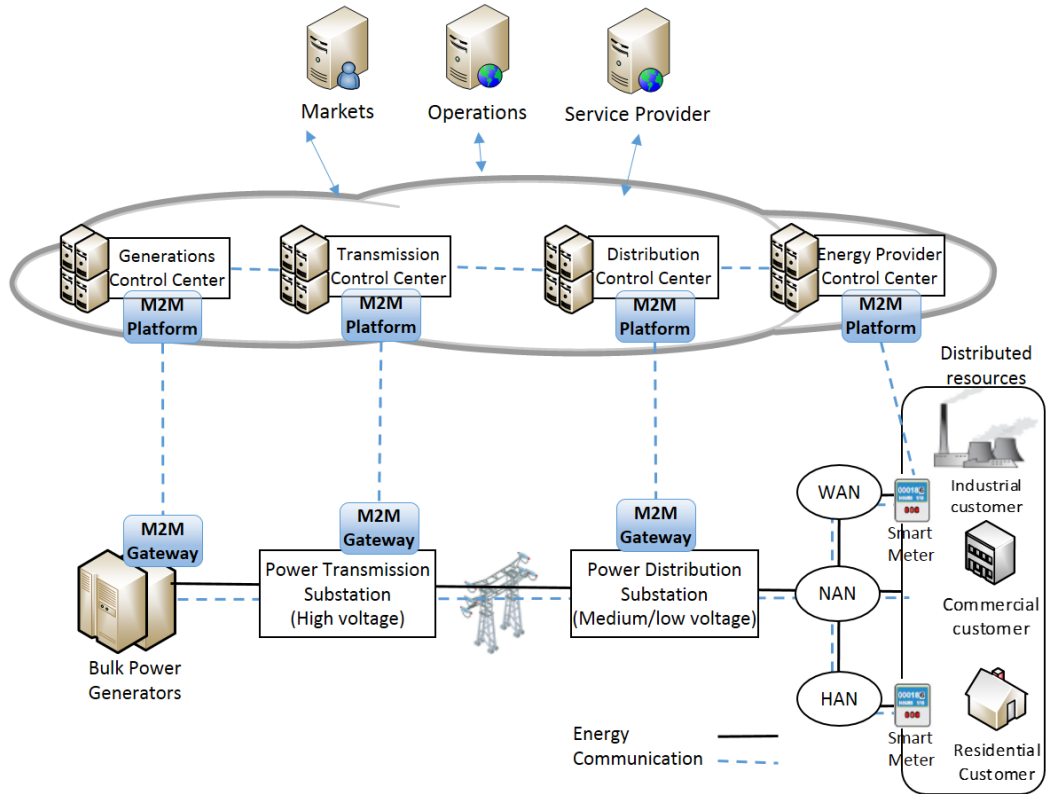 Markets
Operations
Service Provider
Generations
Control Center
Transmission
Control Center
Distribution
Control Center
Energy Provider
Control Center
M2M
Platform
M2M
Platform
M2M
Platform
M2M
Platform
Distributed
resources
Industrial
customer
WAN
Smart
Meter
M2M
Gateway
M2M
Gateway
M2M
Gateway
Power Transmission
Substation
(High voltage)
Power Distribution
Substation
(Medium/low voltage)
NAN
Commercial
customer
Bulk Power
Generators
HAN
Smart
Meter
Residential
Customer
Energy
Communication